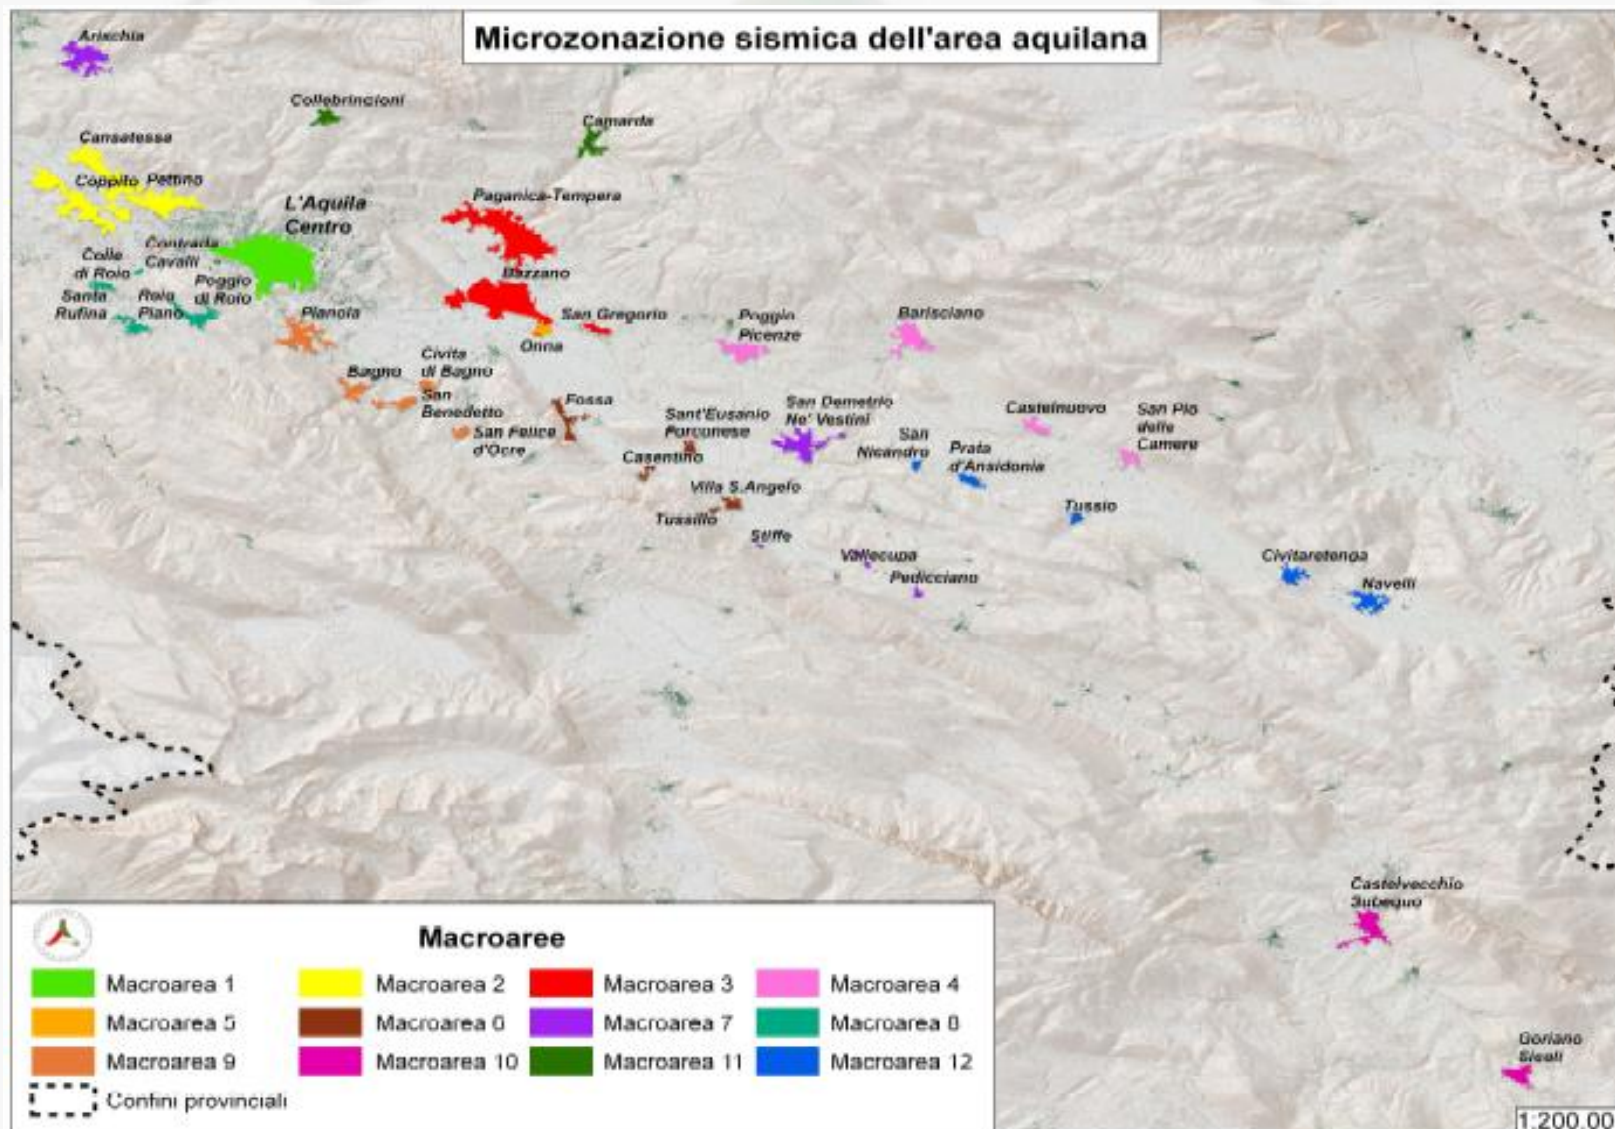 Microzonazione sismica dell'area aquilana
Arischia
Collebrincioni
Camarda
Cansatessa
Coppito Pettino
L'Aquila
Centro
Paganica-Tempera
Contrada
Cavalli
Colle
di Roio
Poggio
di Roio
Santa
Rufina
Roio
Piano
Bazzano
Pianola
San Gregorio
Onna
Poggio
Picenze
Barisciano
Bagno
Civita
di Bagno
San
Benedetto
San Felice
d'Ocre
Fossa
Sant'Eusanio
Forconese
San Demetrio
Ne' Vestini
Casentino
San
Nicandro
Prata
d'Ansidonia
Castelnuovo
San Pio
delle
Camere
Villa S.Angelo
Tussillo
Stiffe
Tussio
Vallecupa
Pedicciano
Civitaretenga
Navelli
Castelvecchio
Subequo
Goriano
Sicoli
Macroaree
Macroarea 1
Macroarea 2
Macroarea 3
Macroarea 4
Macroarea 5
Macroarea 6
Macroarea 7
Macroarea 8
Macroarea 9
Macroarea 10
Macroarea 11
Macroarea 12
Confini provinciali
1:200.00